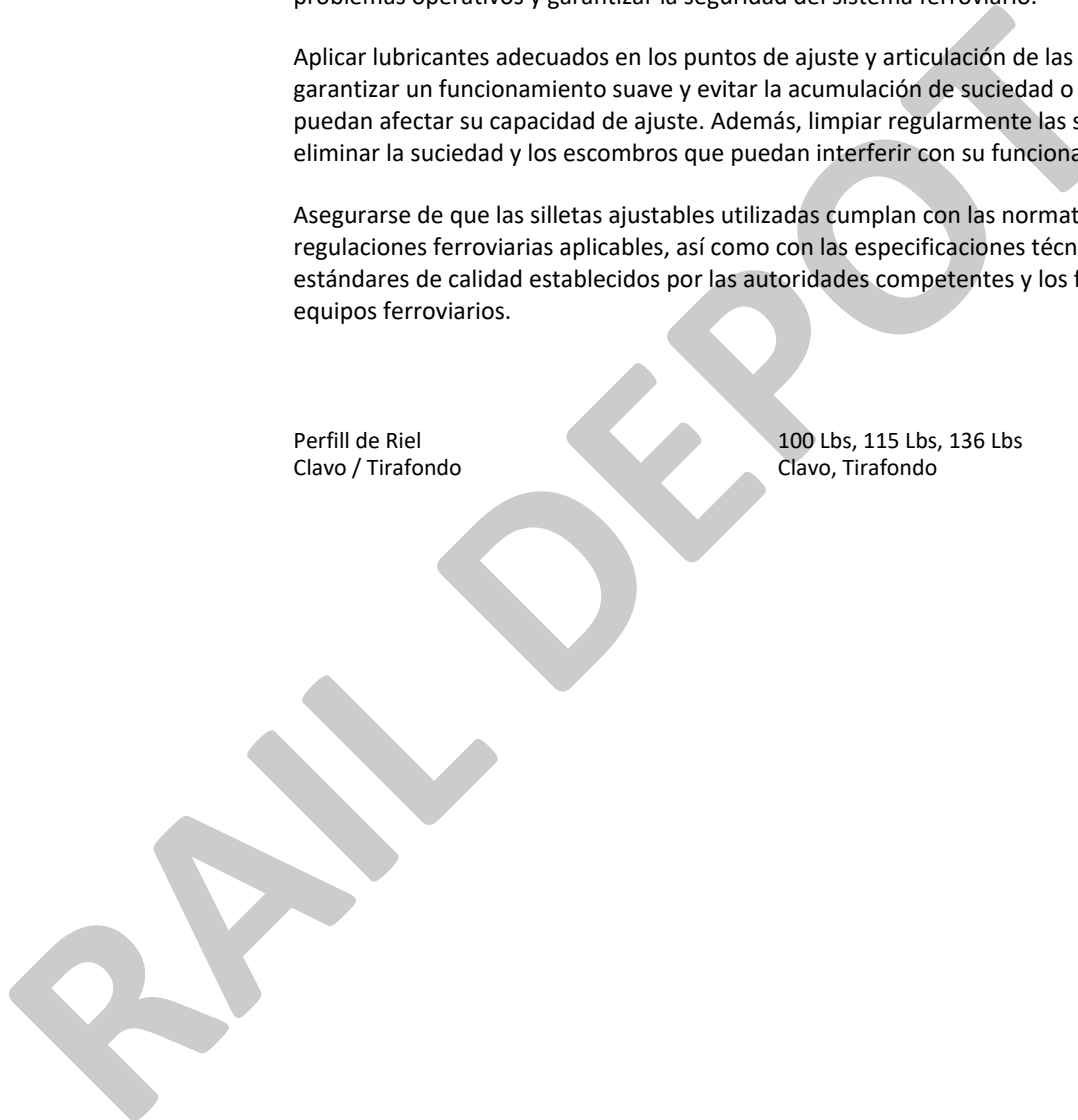 problemas operativos y garantizar la seguridad del sistema ferroviario.
Aplicar lubricantes adecuados en los puntos de ajuste y articulación de las
garantizar un funcionamiento suave y evitar la acumulación de suciedad o
puedan afectar su capacidad de ajuste. Además, limpiar regularmente las
eliminar la suciedad y los escombros que puedan interferir con su
Asegurarse de que las silletas ajustables utilizadas cumplan con las
regulaciones ferroviarias aplicables, así como con las especificaciones
estándares de calidad establecidos por las autoridades competentes y los
equipos ferroviarios.
Perfill de Riel 100 Lbs, 115 Lbs, 136 Lbs
Clavo / Tirafondo Clavo, Tirafondo
RAIL DEPOT